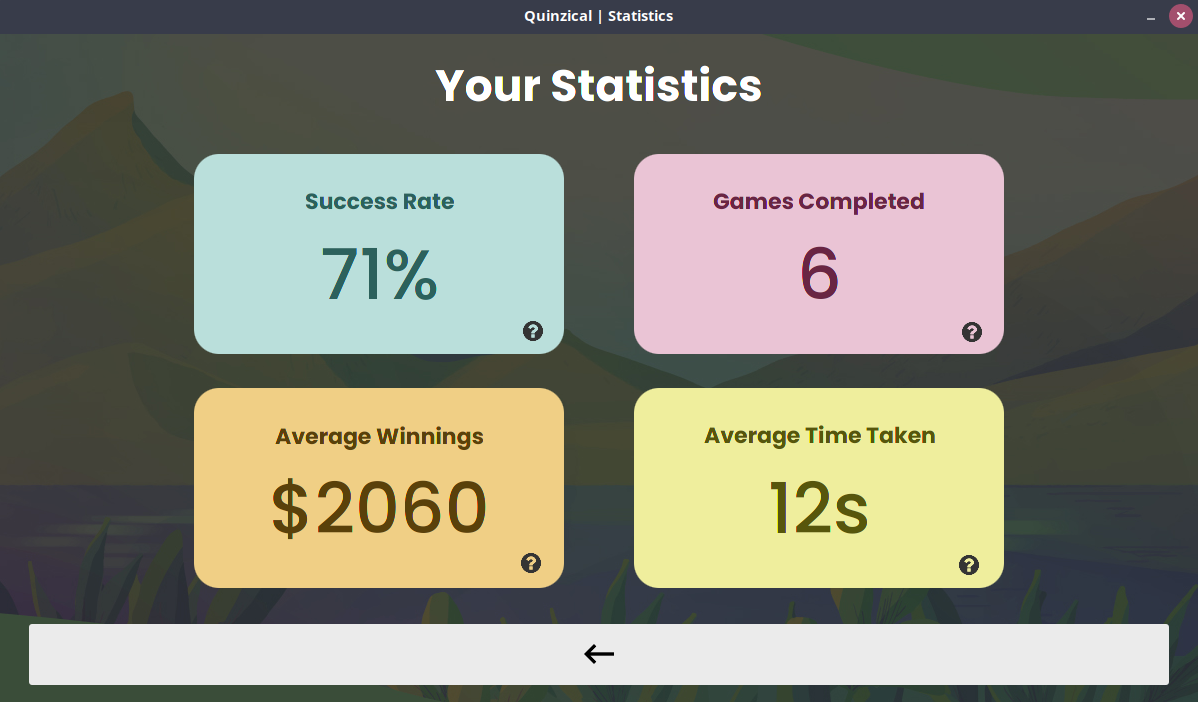 Quinzical | Statistics
Your Statistics
Success Rate
71%
?
Games Completed
6
?
Average Winnings
$2060
?
Average Time Taken
12s
?